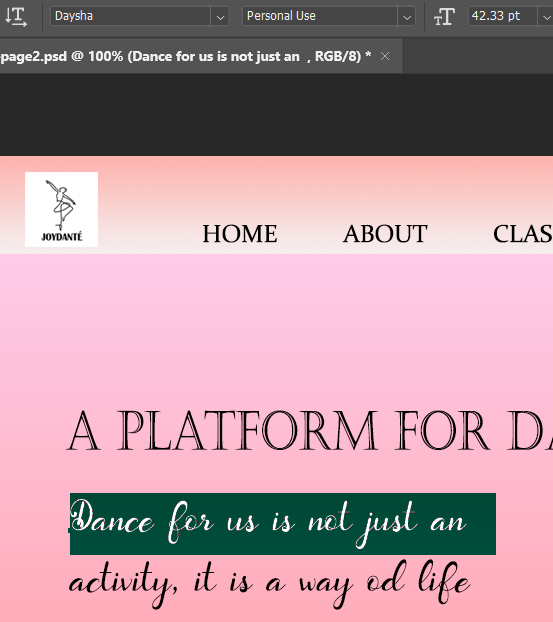 Daysha Personal Use 42.33 pt
page2.psd @ 100% (Dance for us is not just an , RGB/8) *
JOYDANTÉ
HOME ABOUT CLAS
A PLATFORM FOR DA
Dance for us is not just an
activity, it is a way od life